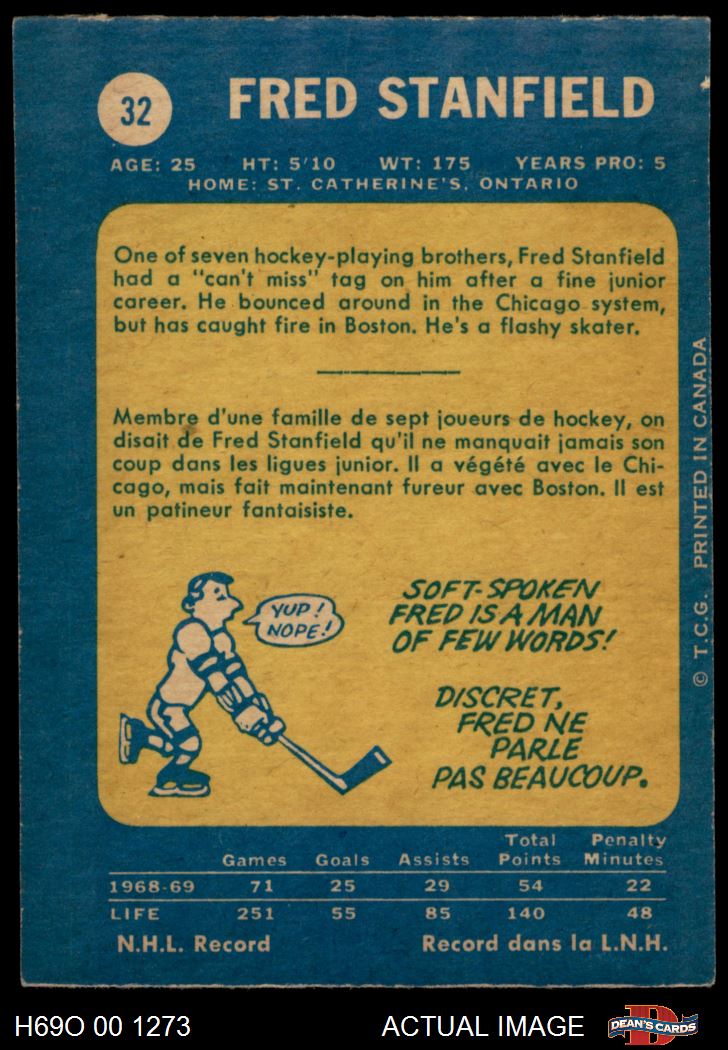 32
FRED STANFIELD
AGE: 25 HT: 5'10 WT: 175 YEARS PRO: 5
HOME: ST. CATHERINE'S, ONTARIO
One of seven hockey-playing brothers, Fred Stanfield
had a "can't miss" tag on him after a fine junior
career. He bounced around in the Chicago system,
but has caught fire in Boston. He's a flashy skater.
Membre d'une famille de sept joueurs de hockey, on
disait de Fred Stanfield qu'il ne manquait jamais son
coup dans les ligues junior. Il a végété avec le Chi-
cago, mais fait maintenant fureur avec Boston. Il est
un patineur fantaisiste.
YUP!
NOPE!
SOFT-SPOKEN
FRED IS A MAN
OF FEW WORDS!
DISCRET,
FRED NE
PARLE
PAS BEAUCOUP.
© T.C.G. PRINTED IN CANADA
Total Penalty
Games Goals Assists Points Minutes
1968-69 71 25 29 54 22
LIFE 251 55 85 140 48
N.H.L. Record Record dans la L.N.H.
H69O 00 1273 ACTUAL IMAGE DEAN'S CARDS